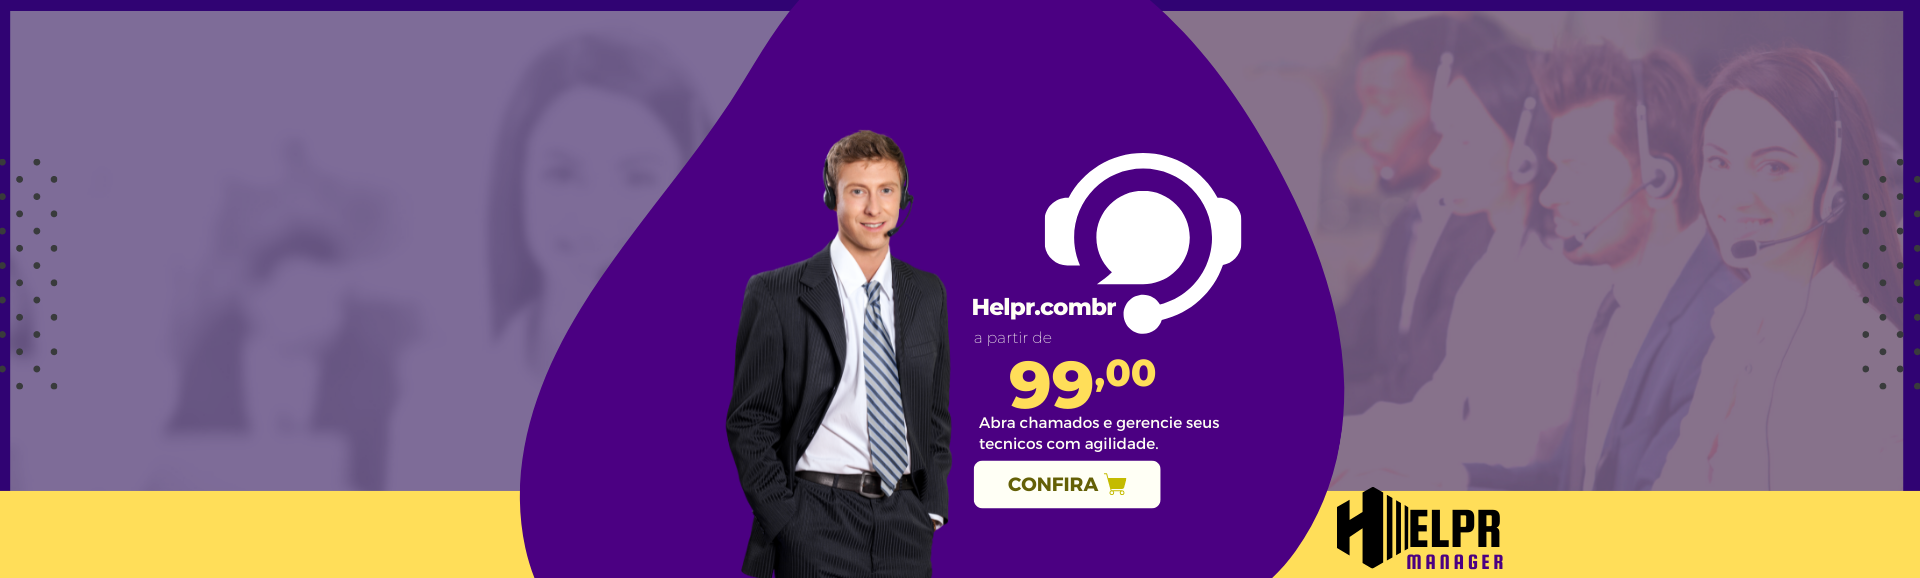 Helpr.combr
a partir de
99,00
Abra chamados e gerencie seus
tecnicos com agilidade.
CONFIRA
HELPR
MANAGER